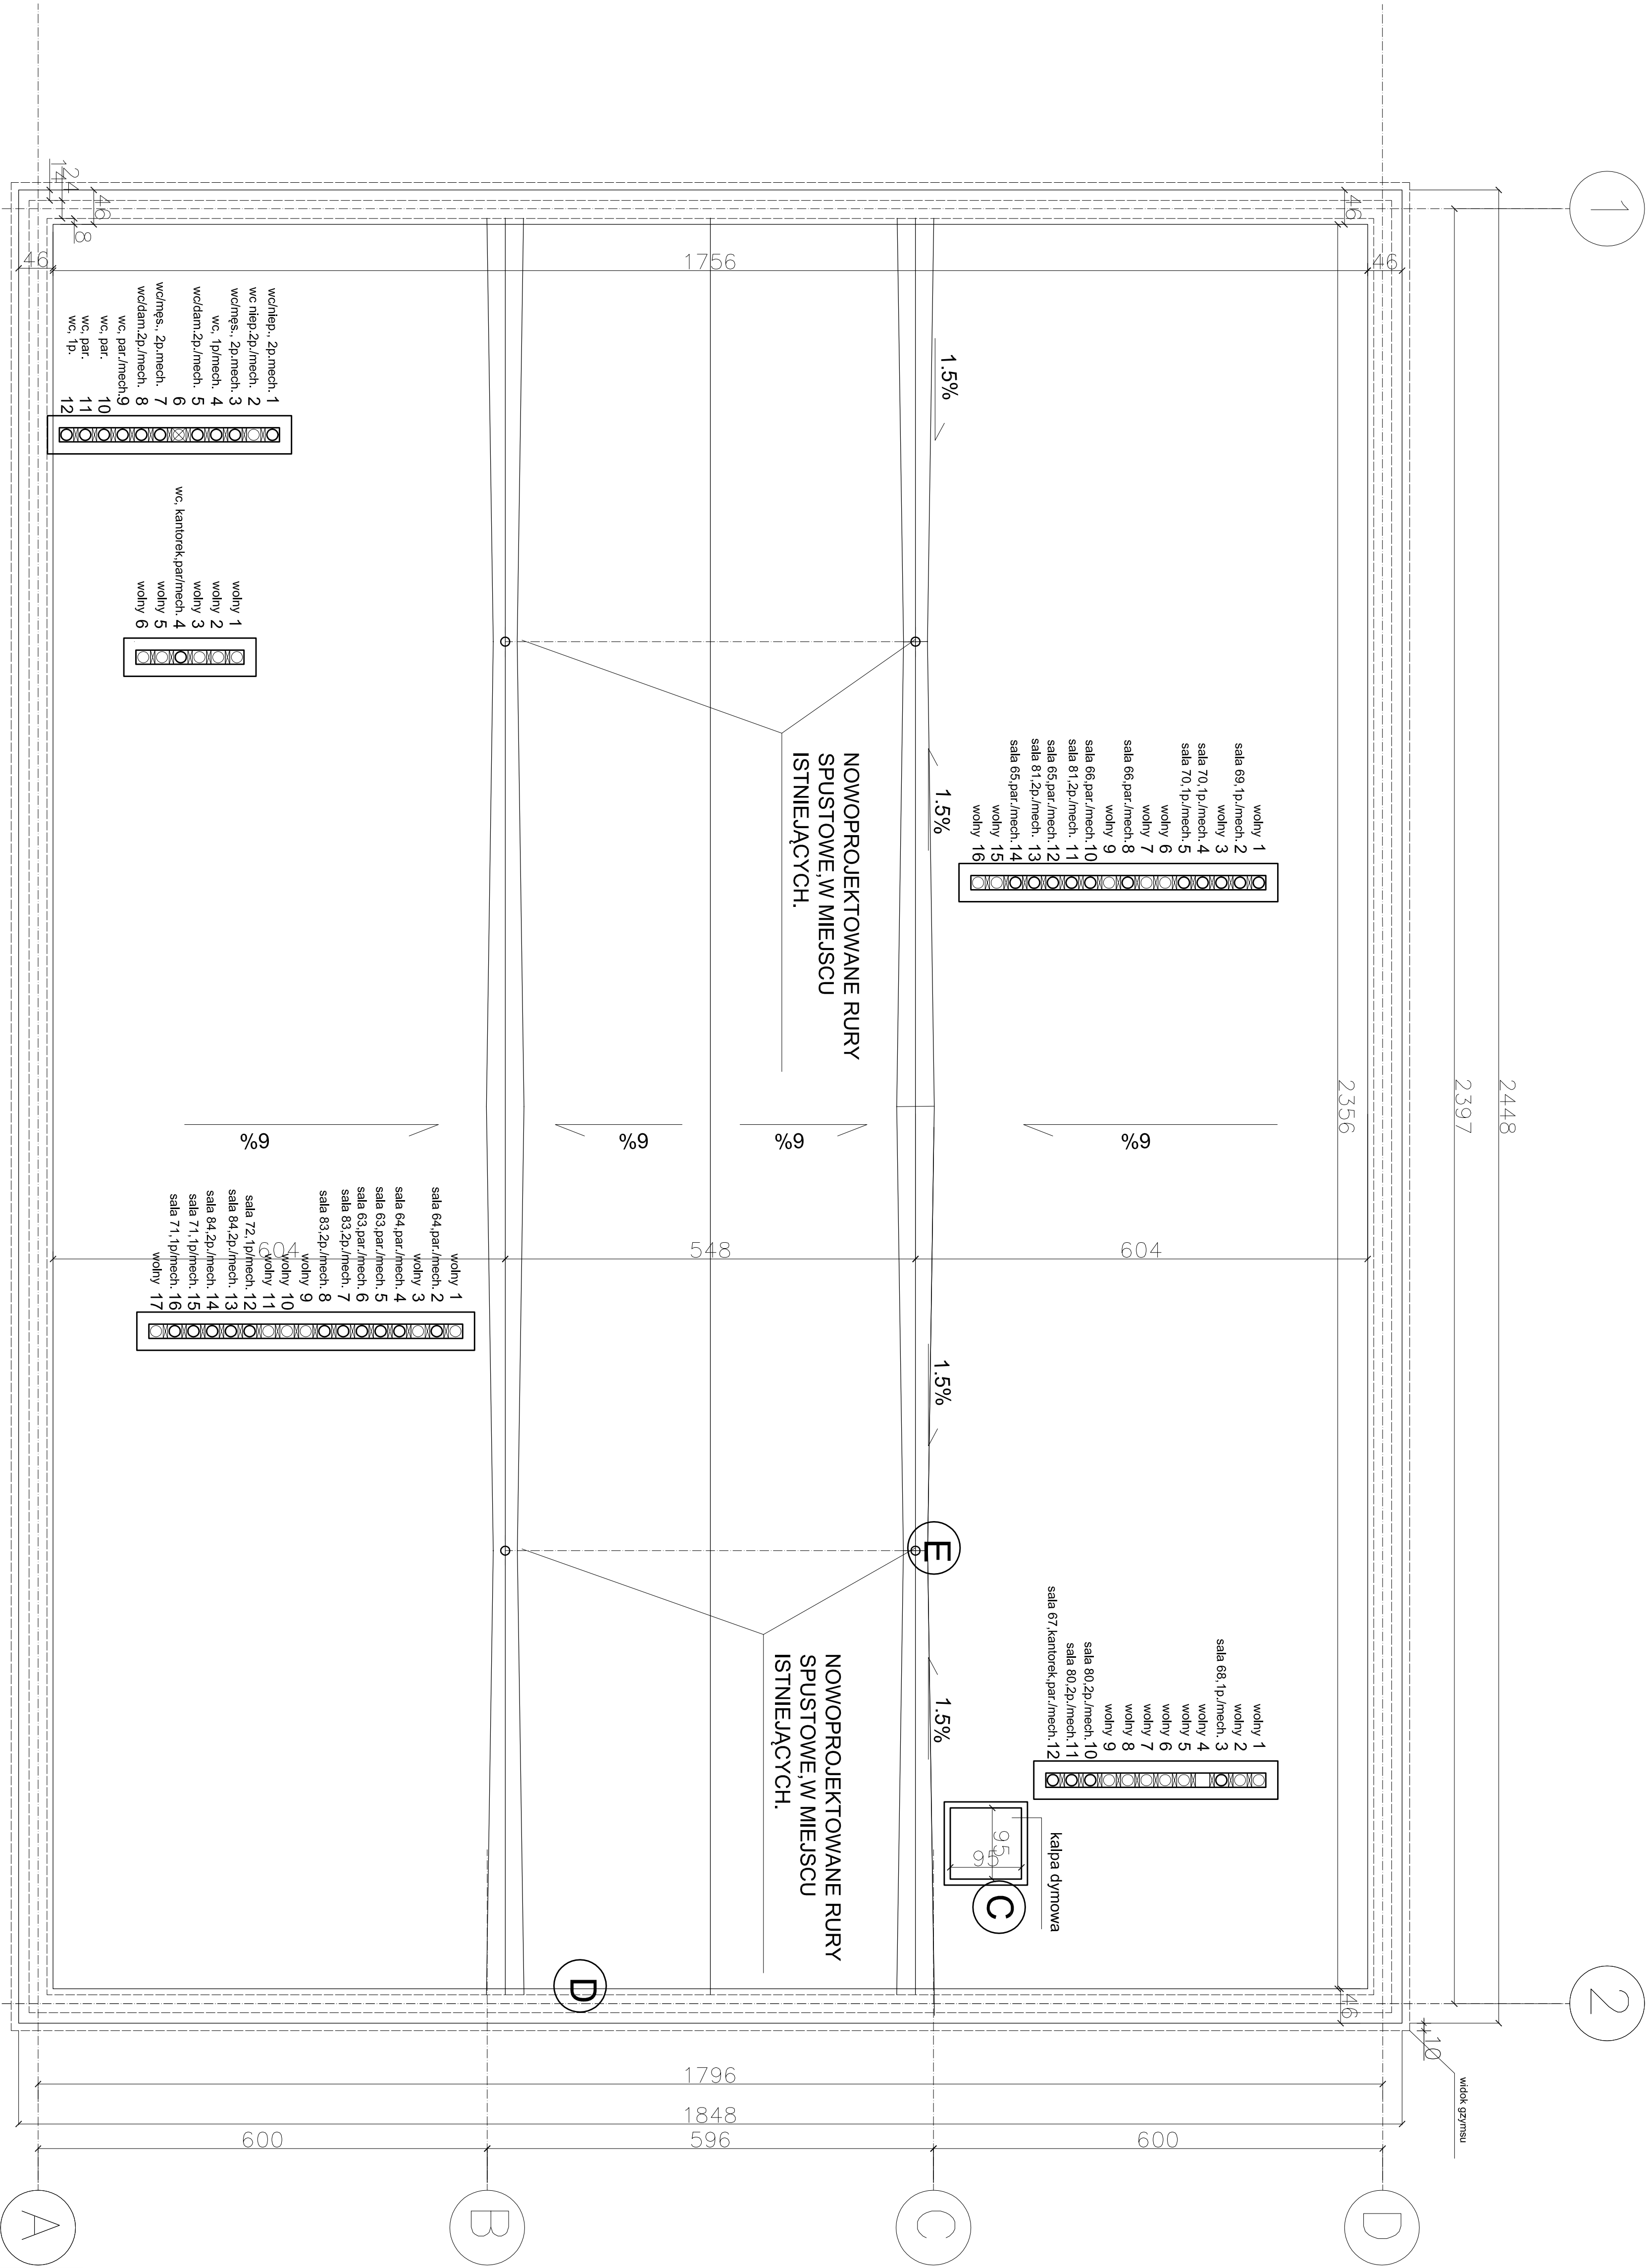 1
2
A
B
C
D
2448
2397
2356
46
46
10
widok gzymsu
24
14
46
8
46
1756
46
1.5%
1.5%
1.5%
1.5%
wc/niep., 2p.mech. 1
wc niep.2p./mech. 2
wc/męs., 2p.mech. 3
wc, 1p/mech. 4
wc/dam.2p./mech. 5
6
wc/męs., 2p.mech. 7
wc/dam.2p./mech. 8
wc, par./mech. 9
wc, par. 10
wc, par. 11
wc, 1p. 12
wolny 1
wolny 2
wolny 3
wc, kantorek,par/mech. 4
wolny 5
wolny 6
wolny 1
sala 69,1p./mech. 2
wolny 3
sala 70,1p./mech. 4
sala 70,1p./mech. 5
wolny 6
wolny 7
sala 66,par./mech. 8
wolny 9
sala 66,par./mech. 10
sala 81,2p./mech. 11
sala 65,par./mech. 12
sala 81,2p./mech. 13
sala 65,par./mech. 14
wolny 15
wolny 16
NOWOPROJEKTOWANE RURY
SPUSTOWE,W MIEJSCU
ISTNIEJĄCYCH.
6%
6%
6%
6%
604
548
604
wolny 1
sala 64,par./mech. 2
wolny 3
sala 64,par./mech. 4
sala 63,par./mech. 5
sala 63,par./mech. 6
sala 83,2p./mech. 7
sala 83,2p./mech. 8
wolny 9
wolny 10
wolny 11
sala 72,1p/mech. 12
sala 84,2p./mech. 13
sala 84,2p./mech. 14
sala 71,1p/mech. 15
sala 71,1p/mech. 16
wolny 17
E
wolny 1
wolny 2
sala 68,1p./mech. 3
wolny 4
wolny 5
wolny 6
wolny 7
wolny 8
wolny 9
sala 80,2p./mech. 10
sala 80,2p./mech. 11
sala 67,kantorek,par./mech. 12
NOWOPROJEKTOWANE RURY
SPUSTOWE,W MIEJSCU
ISTNIEJĄCYCH.
kalpa dymowa
95
95
C
D
1796
1848
600
596
600